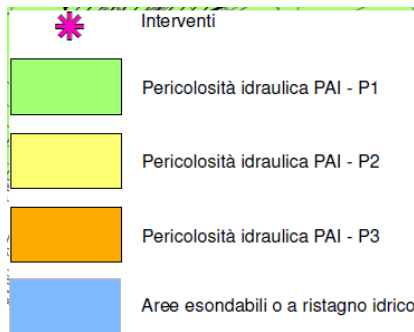 Interventi
Pericolosità idraulica PAI - P1
Pericolosità idraulica PAI - P2
Pericolosità idraulica PAI - P3
Aree esondabili o a ristagno idrico